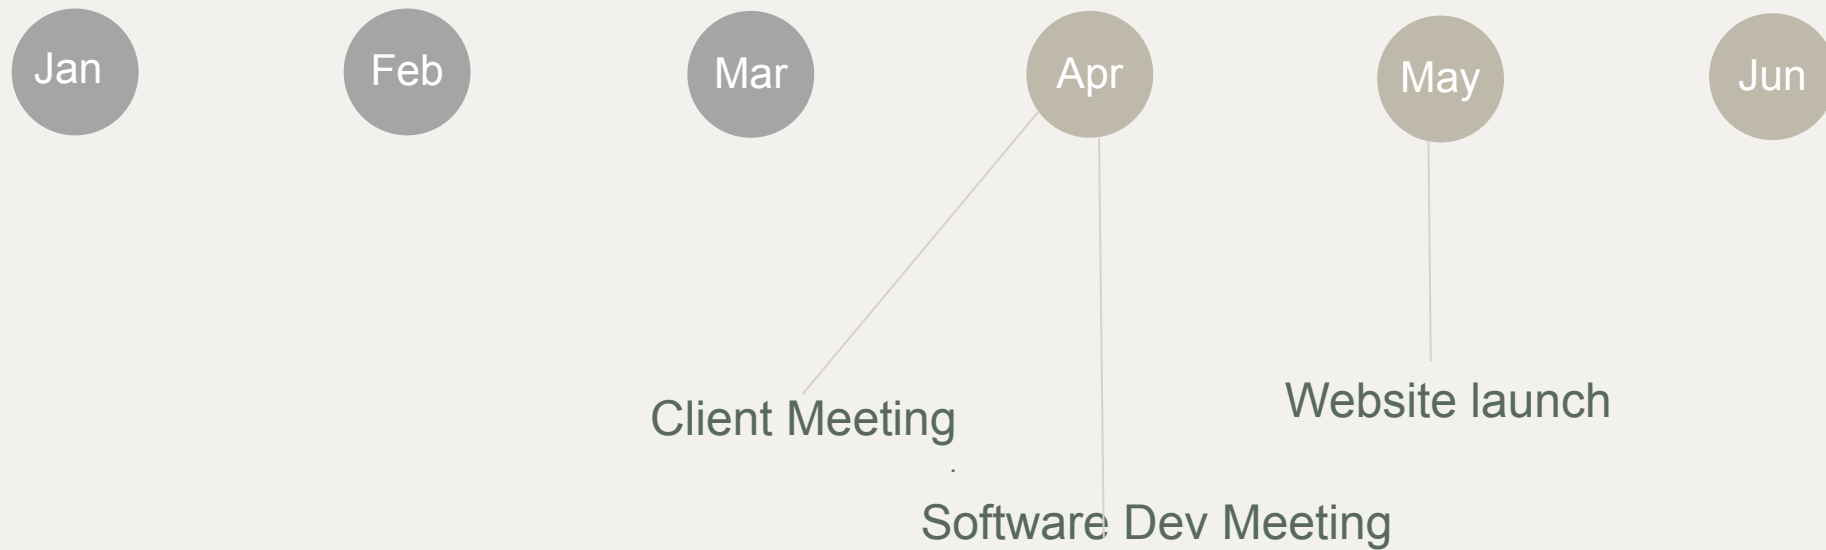 Jan
Feb
Mar
Apr
May
Jun
Client Meeting
Website launch
.
Software Dev Meeting